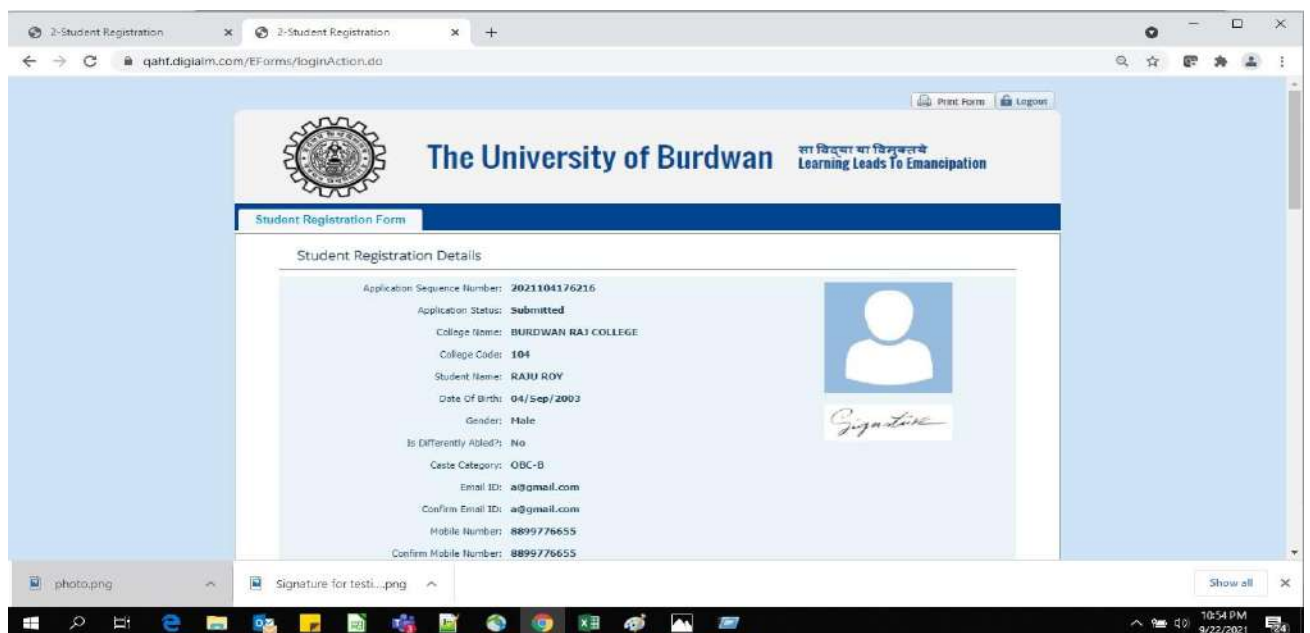 2-Student Registration
2-Student Registration
qahf.digialm.com/EForms/loginAction.do
Print Form
Logout
The University of Burdwan
सा विद्या या विमुक्तये
Learning Leads To Emancipation
Student Registration Form
Student Registration Details
Application Sequence Number: 2021104176216
Application Status: Submitted
College Name: BURDWAN RAJ COLLEGE
College Code: 104
Student Name: RAJU ROY
Date Of Birth: 04/Sep/2003
Gender: Male
Is Differently Abled?: No
Caste Category: OBC-B
Email ID: a@gmail.com
Confirm Email ID: a@gmail.com
Mobile Number: 8899776655
Confirm Mobile Number: 8899776655
Signature
photo.png
Signature for testi....png
Show all
10:54 PM
9/22/2021
24